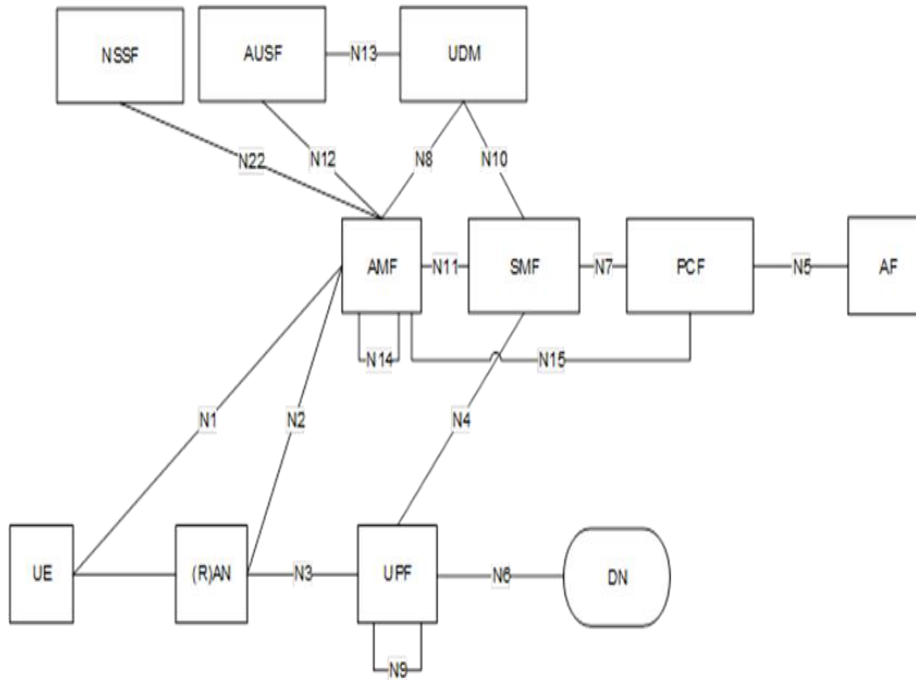 NSSF
AUSF
N13
UDM
N22
N12
N8
N10
AMF
N11
SMF
N7
PCF
N5
AF
N14
N15
N1
N2
N4
UE
(R)AN
N3
UPF
N6
DN
N9